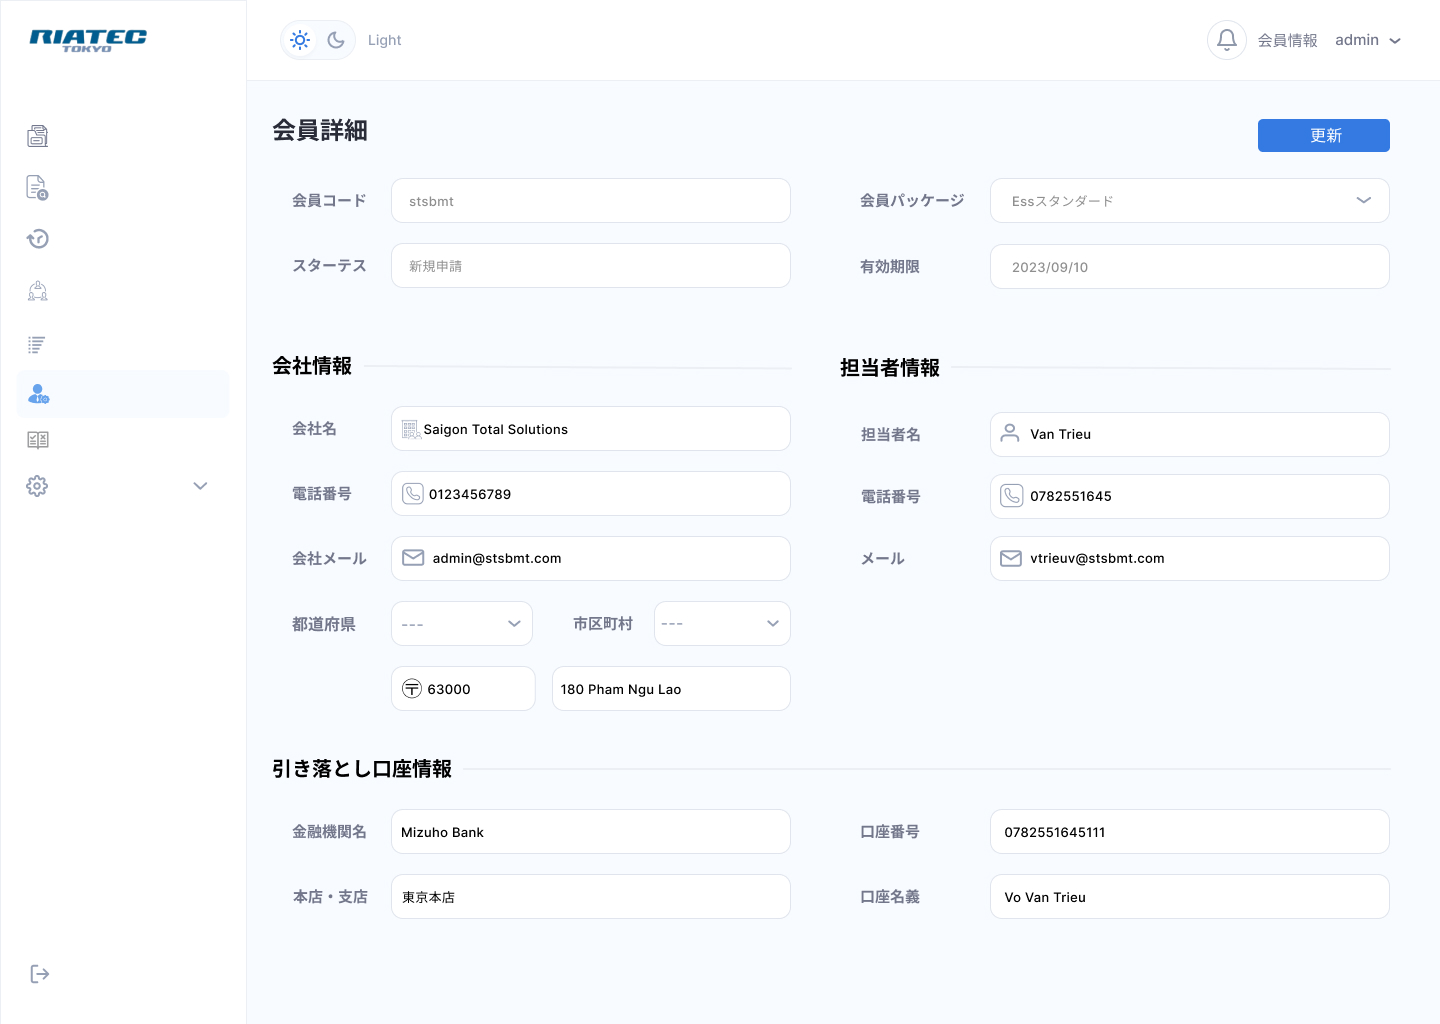 RIATEC
TOKYO
Light
会員情報 admin
会員詳細
更新
会員コード stsbmt
会員パッケージ Essスタンダード
スターテス 新規申請
有効期限 2023/09/10
会社情報
担当者情報
会社名 Saigon Total Solutions
担当者名 Van Trieu
電話番号 0123456789
電話番号 0782551645
会社メール admin@stsbmt.com
メール vtrieuv@stsbmt.com
都道府県 ---
市区町村 ---
〒 63000
180 Pham Ngu Lao
引き落とし口座情報
金融機関名 Mizuho Bank
口座番号 0782551645111
本店・支店 東京本店
口座名義 Vo Van Trieu